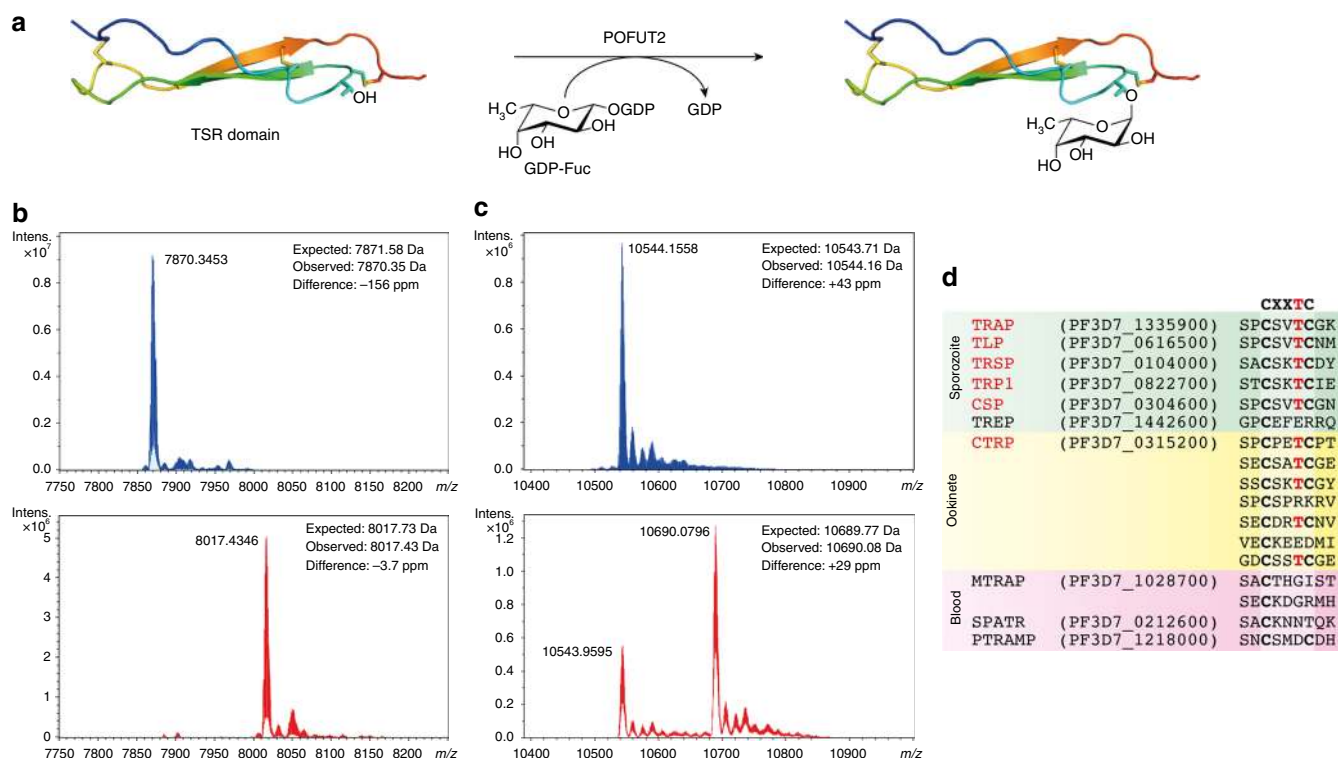 a
POFUT2
OH
H3C
O
OGDP
OH
OH
HO
GDP
GDP-Fuc
TSR domain
O
H3C
O
OH
OH
HO
b
Intens.
×10^7
7870.3453
Expected: 7871.58 Da
Observed: 7870.35 Da
Difference: –156 ppm
0.8
0.6
0.4
0.2
0.0
7750 7800 7850 7900 7950 8000 8050 8100 8150 8200 m/z
Intens.
×10^6
8017.4346
Expected: 8017.73 Da
Observed: 8017.43 Da
Difference: –3.7 ppm
5
4
3
2
1
0
7750 7800 7850 7900 7950 8000 8050 8100 8150 8200 m/z
c
Intens.
×10^6
10544.1558
Expected: 10543.71 Da
Observed: 10544.16 Da
Difference: +43 ppm
0.8
0.6
0.4
0.2
0.0
10400 10500 10600 10700 10800 10900 m/z
Intens.
×10^6
10690.0796
Expected: 10689.77 Da
Observed: 10690.08 Da
Difference: +29 ppm
10543.9595
1.2
1.0
0.8
0.6
0.4
0.2
0.0
10400 10500 10600 10700 10800 10900 m/z
d
CXXTC
Sporozoite
TRAP (PF3D7_1335900) SPCSVTCGK
TLP (PF3D7_0616500) SPCSVTCNM
TRSP (PF3D7_0104000) SACSKTCDY
TRP1 (PF3D7_0822700) STCSKTCIE
CSP (PF3D7_0304600) SPCSVTCGN
TREP (PF3D7_1442600) GPCEFERRQ
Ookinete
CTRP (PF3D7_0315200) SPCPETCPT
SECSATCGE
SSCSKTCGY
SPCSPRKRV
SECDRTCNV
VECKEEDMI
GDCSSTCGE
Blood
MTRAP (PF3D7_1028700) SACTHGIST
SECKDGRMH
SPATR (PF3D7_0212600) SACKNNTQK
PTRAMP (PF3D7_1218000) SNCSMDCDH